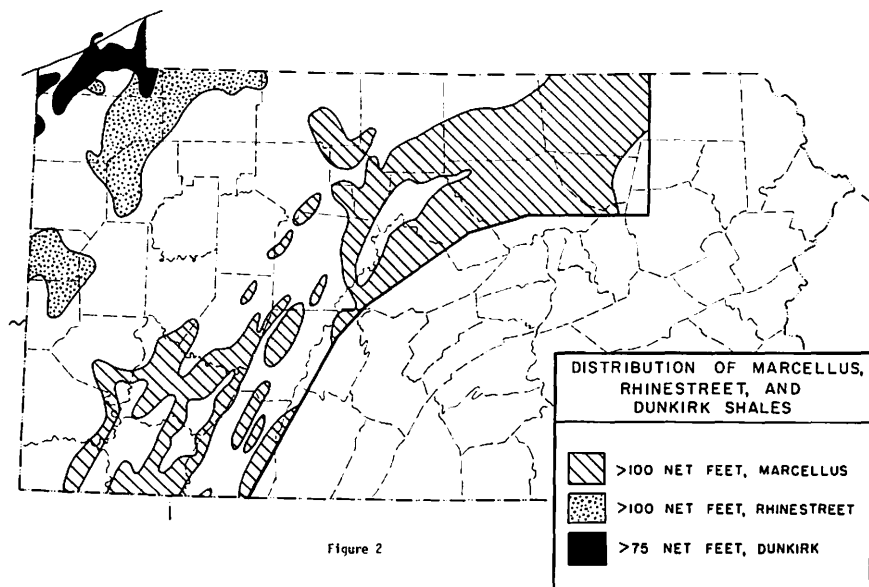 DISTRIBUTION OF MARCELLUS,
RHINESTREET, AND
DUNKIRK SHALES
>100 NET FEET, MARCELLUS
>100 NET FEET, RHINESTREET
>75 NET FEET, DUNKIRK
Figure 2